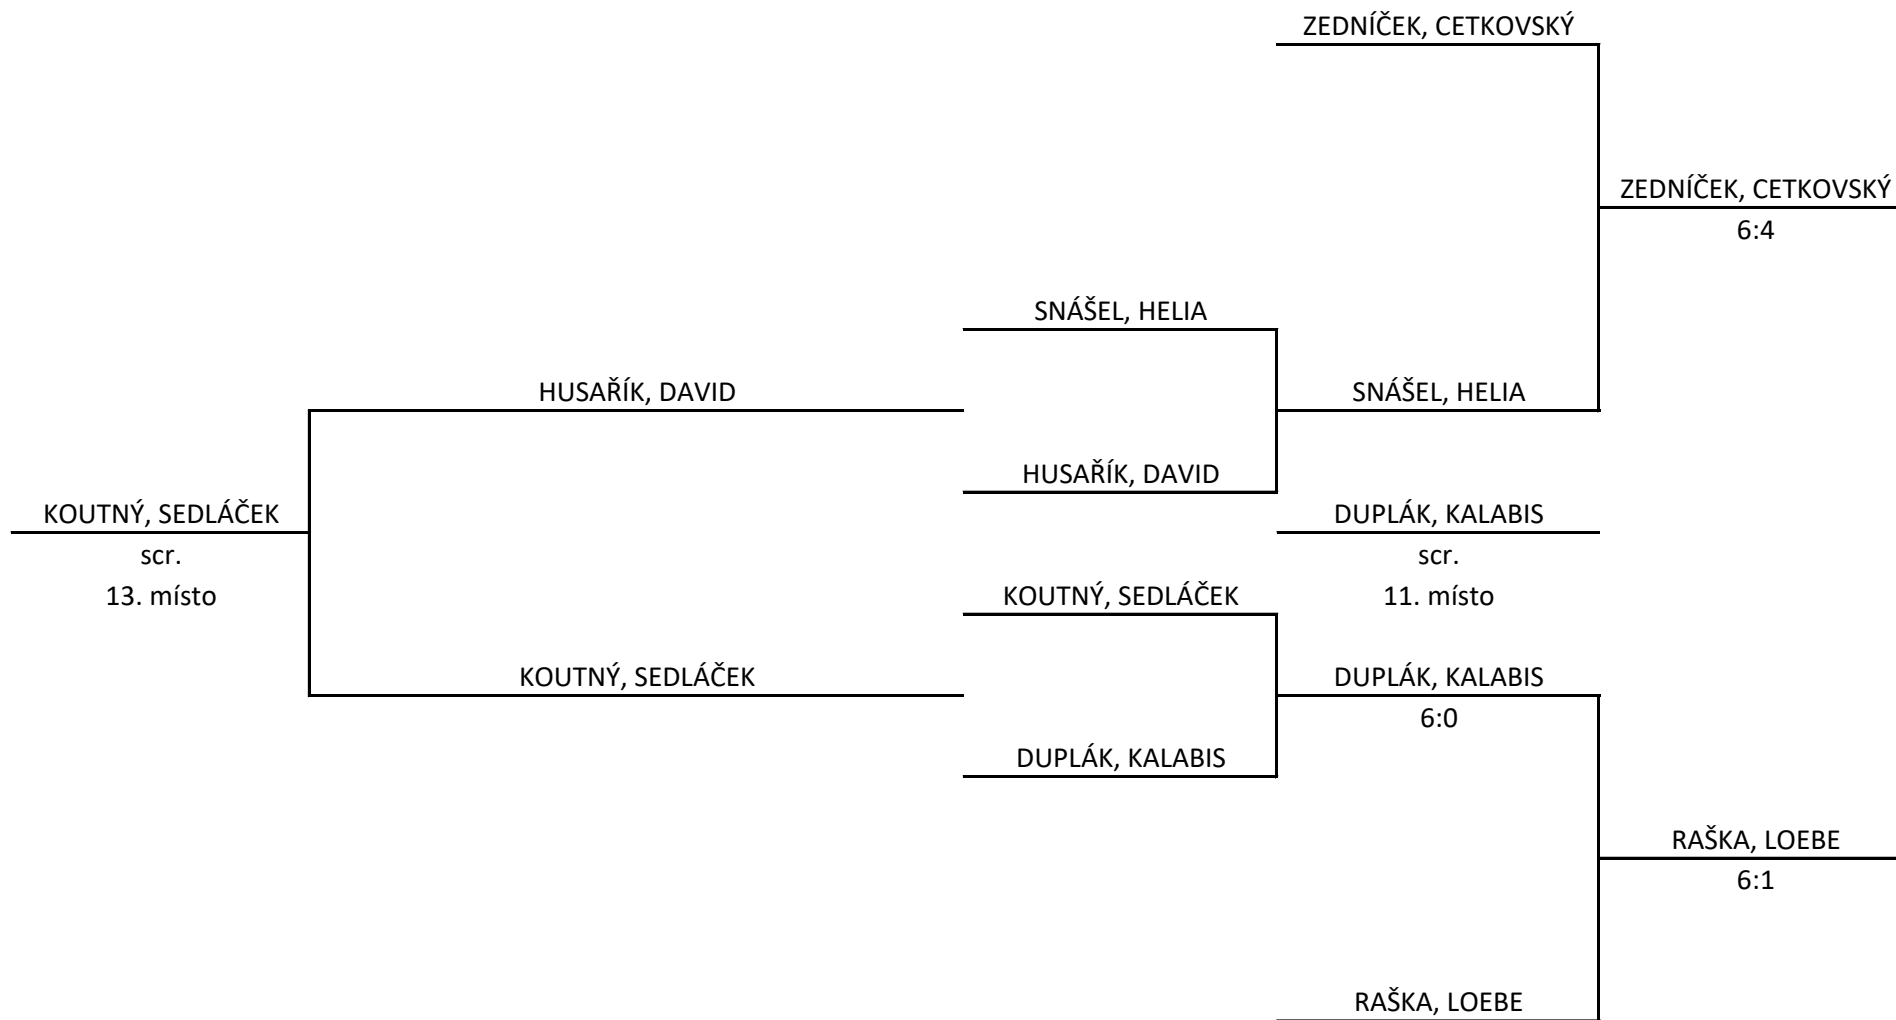 ZEDNÍČEK, CETKOVSKÝ
ZEDNÍČEK, CETKOVSKÝ
6:4
SNÁŠEL, HELIA
HUSAŘÍK, DAVID
SNÁŠEL, HELIA
HUSAŘÍK, DAVID
KOUTNÝ, SEDLÁČEK
DUPLÁK, KALABIS
scr.
scr.
13. místo
KOUTNÝ, SEDLÁČEK
11. místo
KOUTNÝ, SEDLÁČEK
DUPLÁK, KALABIS
6:0
DUPLÁK, KALABIS
RAŠKA, LOEBE
6:1
RAŠKA, LOEBE